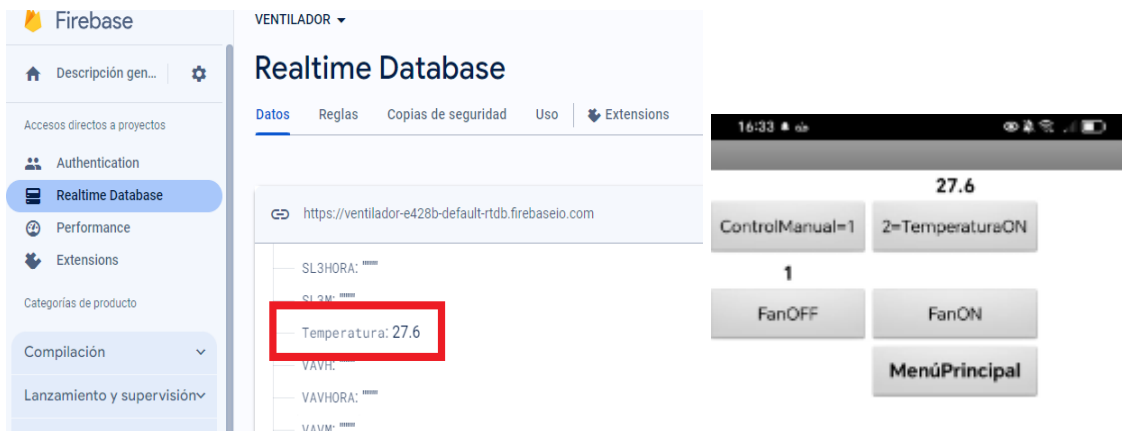 Firebase
Descripción gen...
Accesos directos a proyectos
Authentication
Realtime Database
Performance
Extensions
Categorías de producto
Compilación
Lanzamiento y supervisión
VENTILADOR
Realtime Database
Datos Reglas Copias de seguridad Uso Extensions
https://ventilador-e428b-default-rtdb.firebaseio.com
SL3HORA: """"
SL3M: """"
Temperatura: 27.6
VAVH: """"
VAVHORA: """"
VAVM: """"
16:33
27.6
ControlManual=1 2=TemperaturaON
1
FanOFF FanON
MenúPrincipal